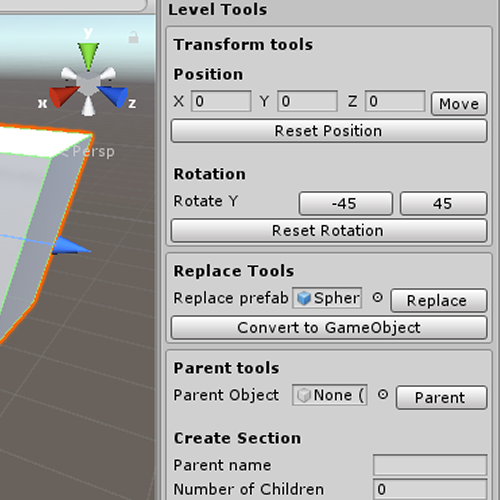 Level Tools
Transform tools
Position
X 0 Y 0 Z 0 Move
Reset Position
Rotation
Rotate Y -45 45
Reset Rotation
Replace Tools
Replace prefab Spher Replace
Convert to GameObject
Parent tools
Parent Object None ( Parent
Create Section
Parent name
Number of Children 0
y
x z
Persp